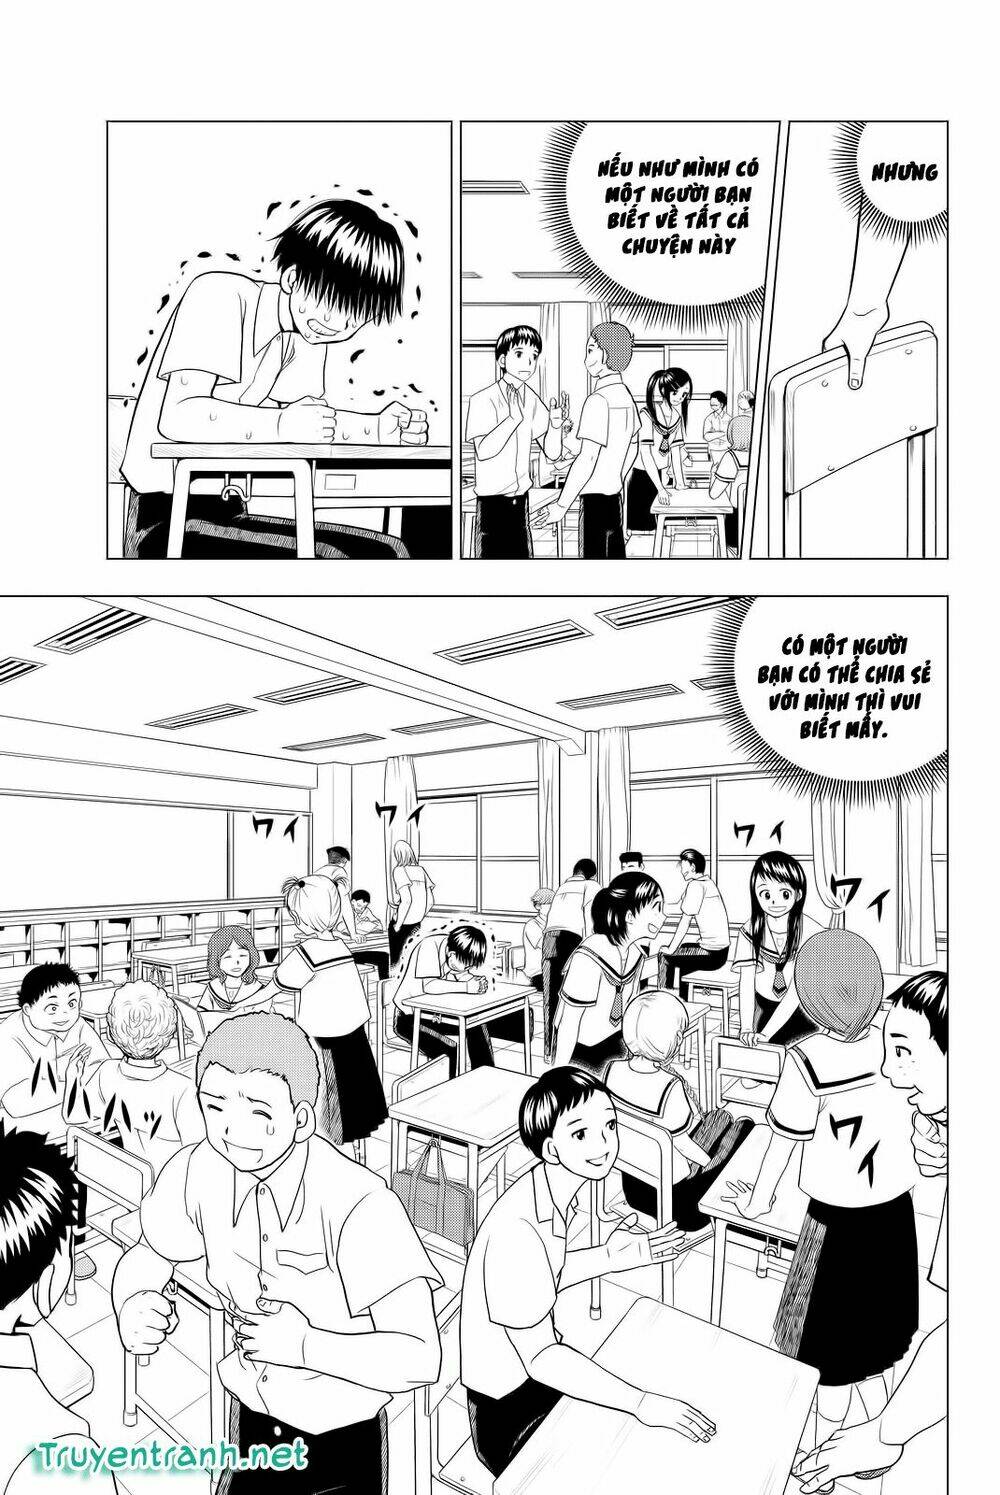 NẾU NHƯ MÌNH CÓ
MỘT NGƯỜI BẠN
BIẾT VỀ TẤT CẢ
CHUYỆN NÀY
NHƯNG
CÓ MỘT NGƯỜI
BẠN CÓ THỂ CHIA SẺ
VỚI MÌNH THÌ VUI
BIẾT MẤY.
ワイ
ワイ
ワイ
ワイ
ワイ
Truyentranh.net